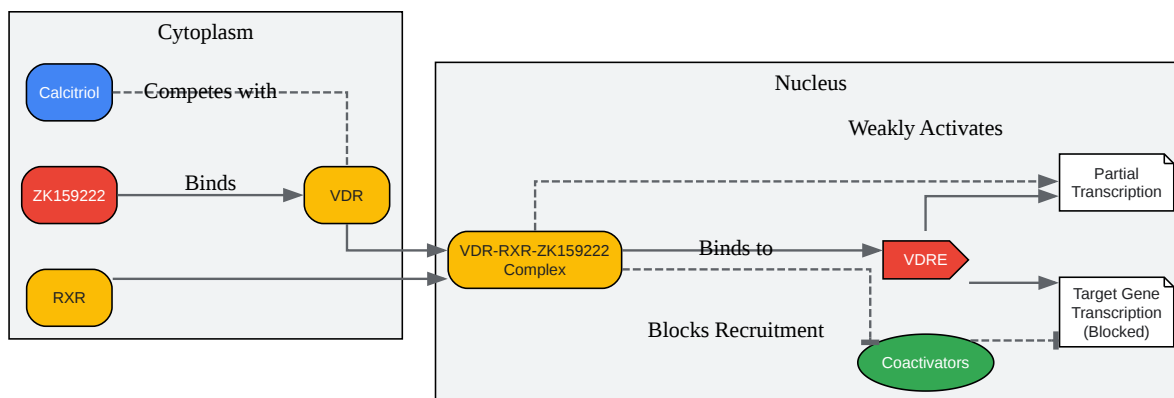 Cytoplasm
Calcitriol
Competes with
ZK159222
Binds
VDR
RXR
Nucleus
Weakly Activates
Partial
Transcription
VDR-RXR-ZK159222
Complex
Binds to
VDRE
Target Gene
Transcription
(Blocked)
Blocks Recruitment
Coactivators